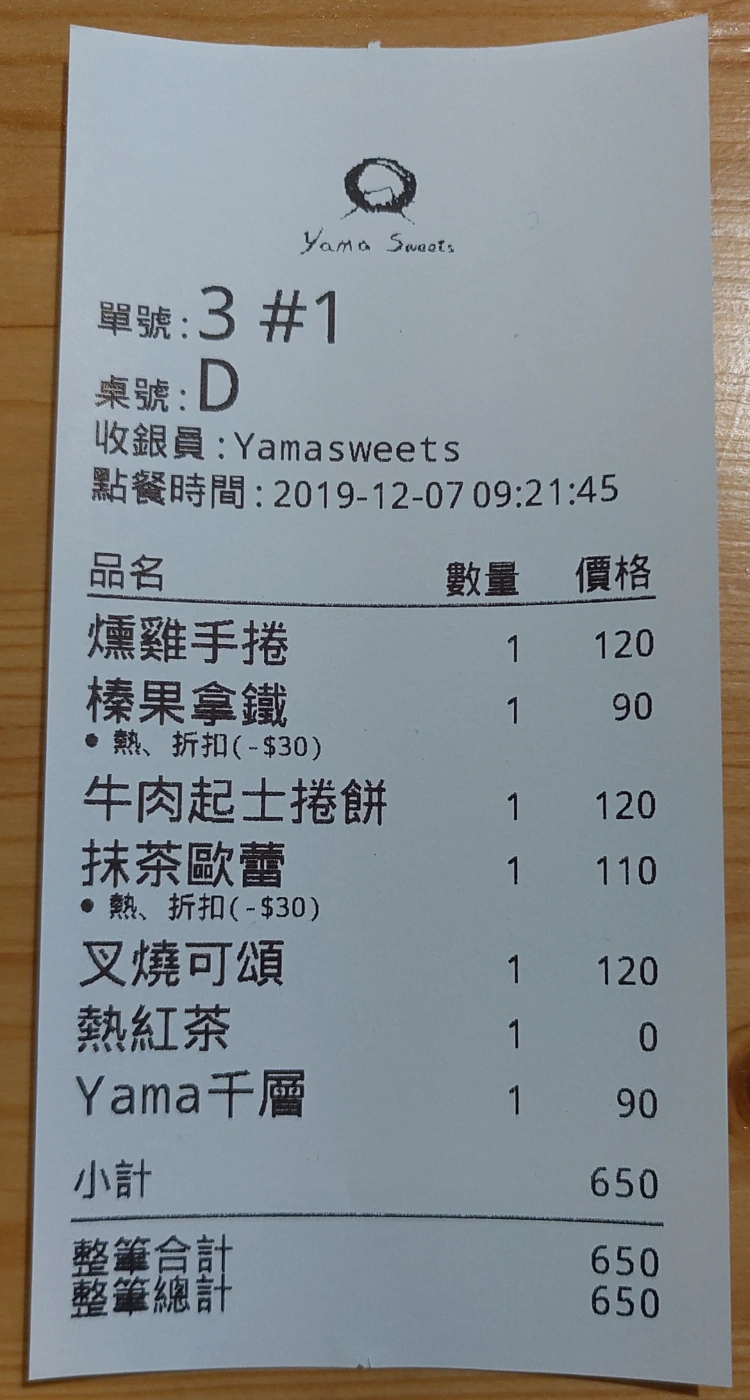 Yama Sweets
單號:3 #1
桌號:D
收銀員:Yamasweets
點餐時間:2019-12-07 09:21:45
品名 數量 價格
燻雞手捲 1 120
榛果拿鐵 1 90
• 熱、折扣(-$30)
牛肉起士捲餅 1 120
抹茶歐蕾 1 110
• 熱、折扣(-$30)
叉燒可頌 1 120
熱紅茶 1 0
Yama千層 1 90
小計 650
整筆合計 650
整筆總計 650